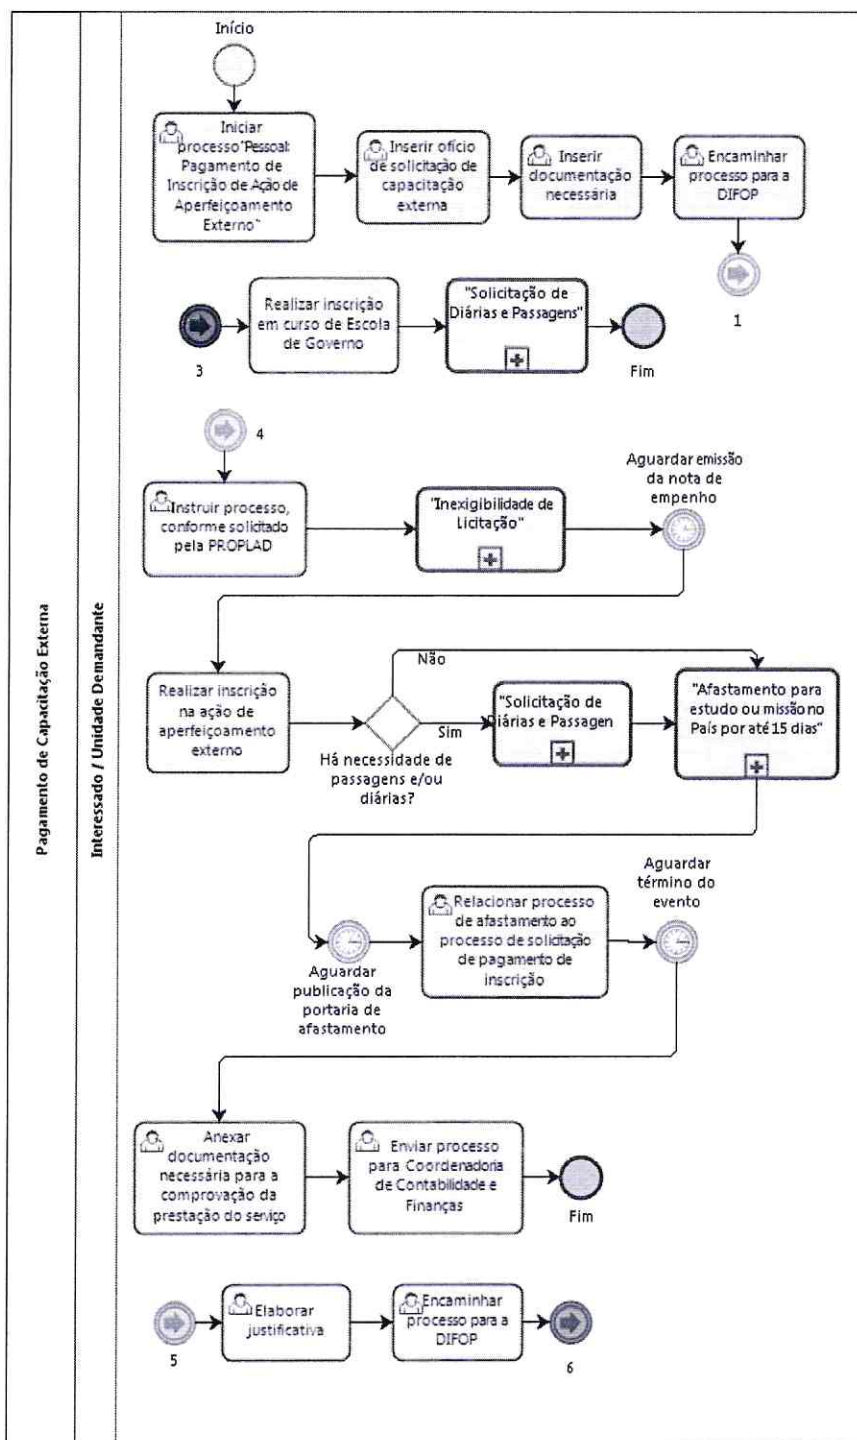 Pagamento de Capacitação Externa
Interessado / Unidade Demandante
Início
Iniciar
processo"Pessoal:
Pagamento de
Inscrição de Ação de
Aperfeiçoamento
Externo"
Inserir ofício
de solicitação de
capacitação
externa
Inserir
documentação
necessária
Encaminhar
processo para a
DIFOP
1
3
Realizar inscrição
em curso de Escola
de Governo
"Solicitação de
Diárias e Passagens"
Fim
4
Instruir processo,
conforme solicitado
pela PROPLAD
"Inexigibilidade de
Licitação"
Aguardar emissão
da nota de
empenho
Realizar inscrição
na ação de
aperfeiçoamento
externo
Não
Sim
Há necessidade de
passagens e/ou
diárias?
"Solicitação de
Diárias e Passagen
"Afastamento para
estudo ou missão no
País por até 15 dias"
Aguardar
publicação da
portaria de
afastamento
Relacionar processo
de afastamento ao
processo de solicitação
de pagamento de
inscrição
Aguardar
término do
evento
Anexar
documentação
necessária para a
comprovação da
prestação do serviço
Enviar processo
para Coordenadoria
de Contabilidade e
Finanças
Fim
5
Elaborar
justificativa
Encaminhar
processo para a
DIFOP
6